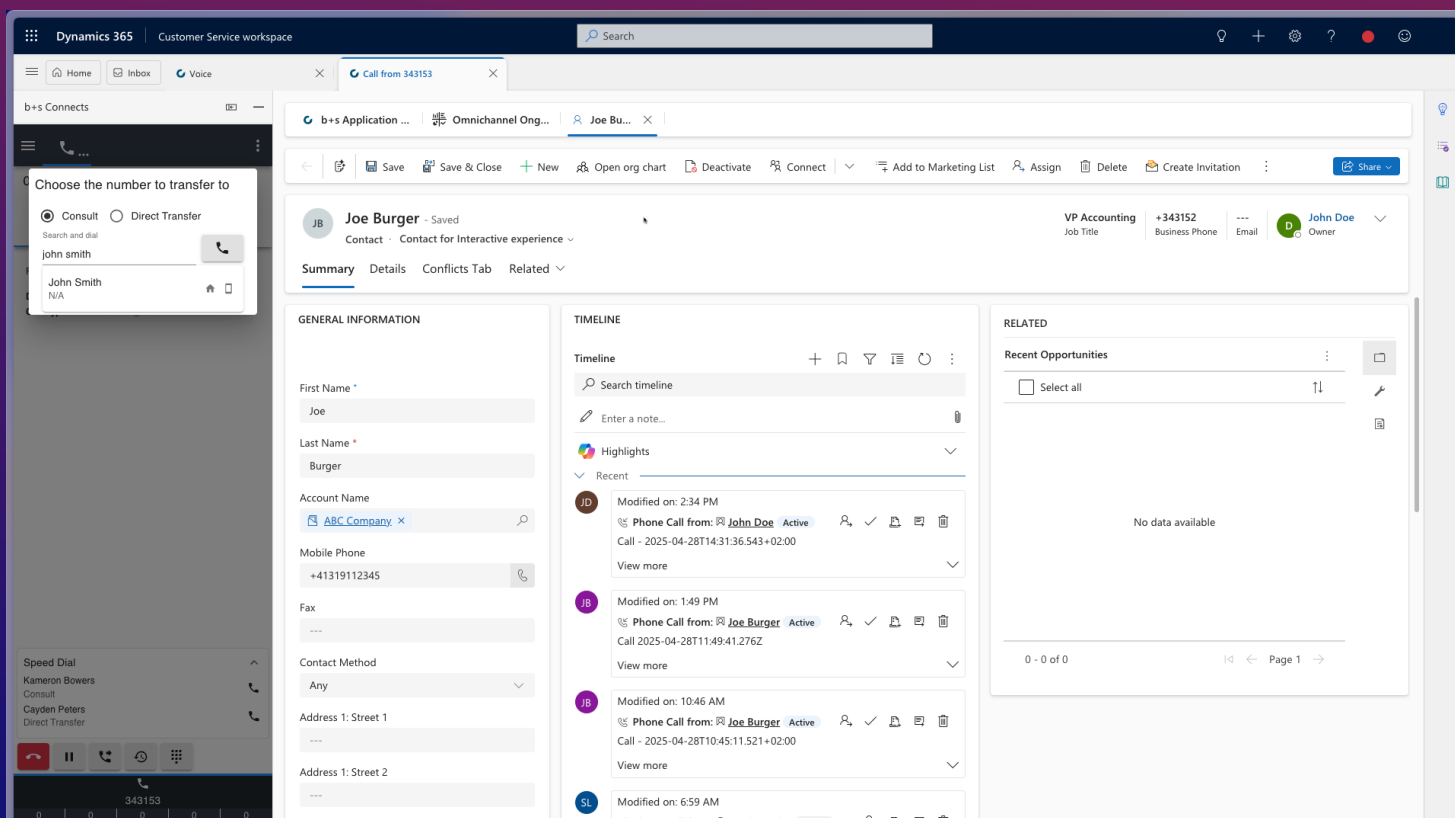 Dynamics 365
Customer Service workspace
Search
Home
Inbox
Voice
Call from 343153
b+s Connects
...
Choose the number to transfer to
Consult
Direct Transfer
Search and dial
john smith
John Smith
N/A
Speed Dial
Kameron Bowers
Consult
Cayden Peters
Direct Transfer
343153
0 0 0 0 0
b+s Application ...
Omnichannel Ong...
Joe Bu...
Save
Save & Close
New
Open org chart
Deactivate
Connect
Add to Marketing List
Assign
Delete
Create Invitation
Share
JB
Joe Burger - Saved
Contact · Contact for Interactive experience
VP Accounting
Job Title
+343152
Business Phone
---
Email
D
John Doe
Owner
Summary
Details
Conflicts Tab
Related
GENERAL INFORMATION
First Name *
Joe
Last Name *
Burger
Account Name
ABC Company
Mobile Phone
+41319112345
Fax
---
Contact Method
Any
Address 1: Street 1
---
Address 1: Street 2
---
TIMELINE
Timeline
Search timeline
Enter a note...
Highlights
Recent
JD
Modified on: 2:34 PM
Phone Call from: John Doe Active
Call - 2025-04-28T14:31:36.543+02:00
View more
JB
Modified on: 1:49 PM
Phone Call from: Joe Burger Active
Call 2025-04-28T11:49:41.276Z
View more
JB
Modified on: 10:46 AM
Phone Call from: Joe Burger Active
Call - 2025-04-28T10:45:11.521+02:00
View more
SL
Modified on: 6:59 AM
RELATED
Recent Opportunities
Select all
No data available
0 - 0 of 0
Page 1